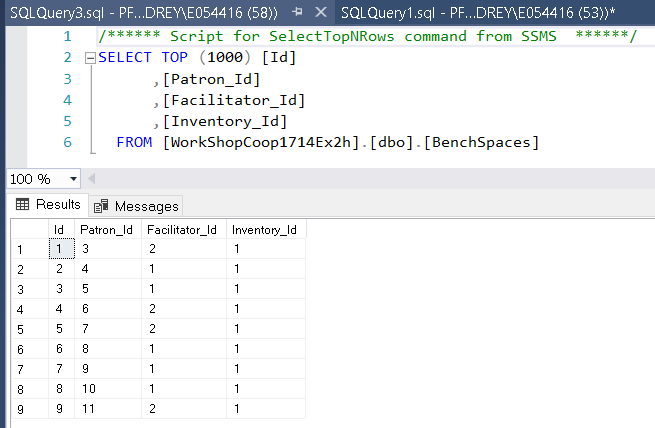 SQLQuery3.sql - PF...DREY\E054416 (58)) SQLQuery1.sql - PF...DREY\E054416 (53))*
1 /****** Script for SelectTopNRows command from SSMS ******/
2 SELECT TOP (1000) [Id]
3 ,[Patron_Id]
4 ,[Facilitator_Id]
5 ,[Inventory_Id]
6 FROM [WorkShopCoop1714Ex2h].[dbo].[BenchSpaces]
100 %
Results Messages
Id Patron_Id Facilitator_Id Inventory_Id
1 1 3 2 1
2 2 4 1 1
3 3 5 1 1
4 4 6 2 1
5 5 7 2 1
6 6 8 1 1
7 7 9 1 1
8 8 10 1 1
9 9 11 2 1